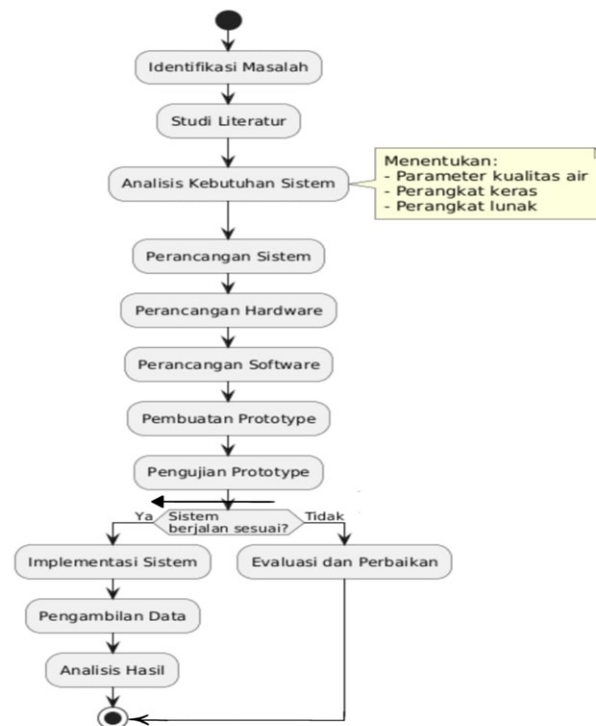 Identifikasi Masalah
Studi Literatur
Analisis Kebutuhan Sistem
Menentukan:
- Parameter kualitas air
- Perangkat keras
- Perangkat lunak
Perancangan Sistem
Perancangan Hardware
Perancangan Software
Pembuatan Prototype
Pengujian Prototype
Ya
Sistem
berjalan sesuai?
Tidak
Implementasi Sistem
Evaluasi dan Perbaikan
Pengambilan Data
Analisis Hasil